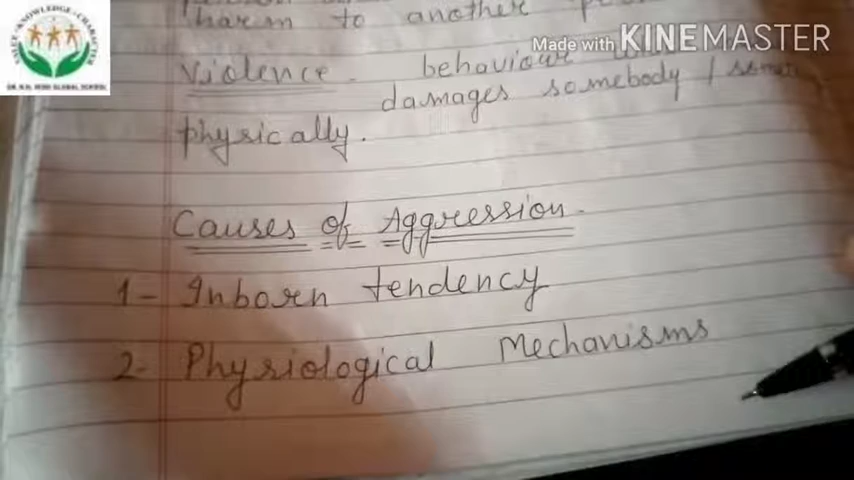 harm to another
Made with KINEMASTER
Violence - behaviour
damages somebody /
physically.
Causes of Aggression -
1- Inborn tendency
2- Physiological Mechanisms